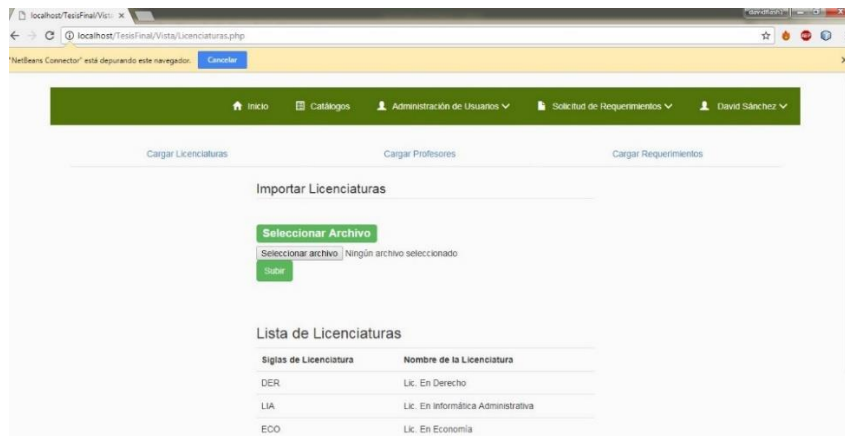 localhost/TesisFinal/Vista
localhost/TesisFinal/Vista/Licenciaturas.php
"NetBeans Connector" está depurando este navegador. Cancelar
Inicio Catálogos Administración de Usuarios Solicitud de Requerimientos David Sánchez
Cargar Licenciaturas Cargar Profesores Cargar Requerimientos
Importar Licenciaturas
Seleccionar Archivo
Seleccionar archivo Ningún archivo seleccionado
Subir
Lista de Licenciaturas
Siglas de Licenciatura Nombre de la Licenciatura
DER Lic. En Derecho
LIA Lic. En Informática Administrativa
ECO Lic. En Economía